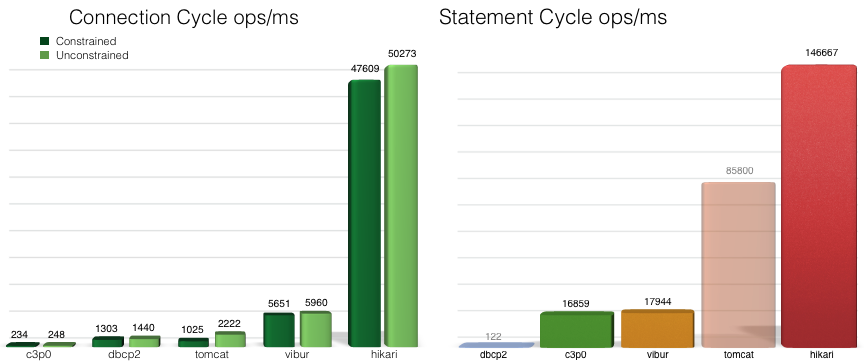 Connection Cycle ops/ms
Constrained
Unconstrained
234
248
1303
1440
1025
2222
5651
5960
47609
50273
c3p0
dbcp2
tomcat
vibur
hikari
Statement Cycle ops/ms
122
16859
17944
85800
146667
dbcp2
c3p0
vibur
tomcat
hikari